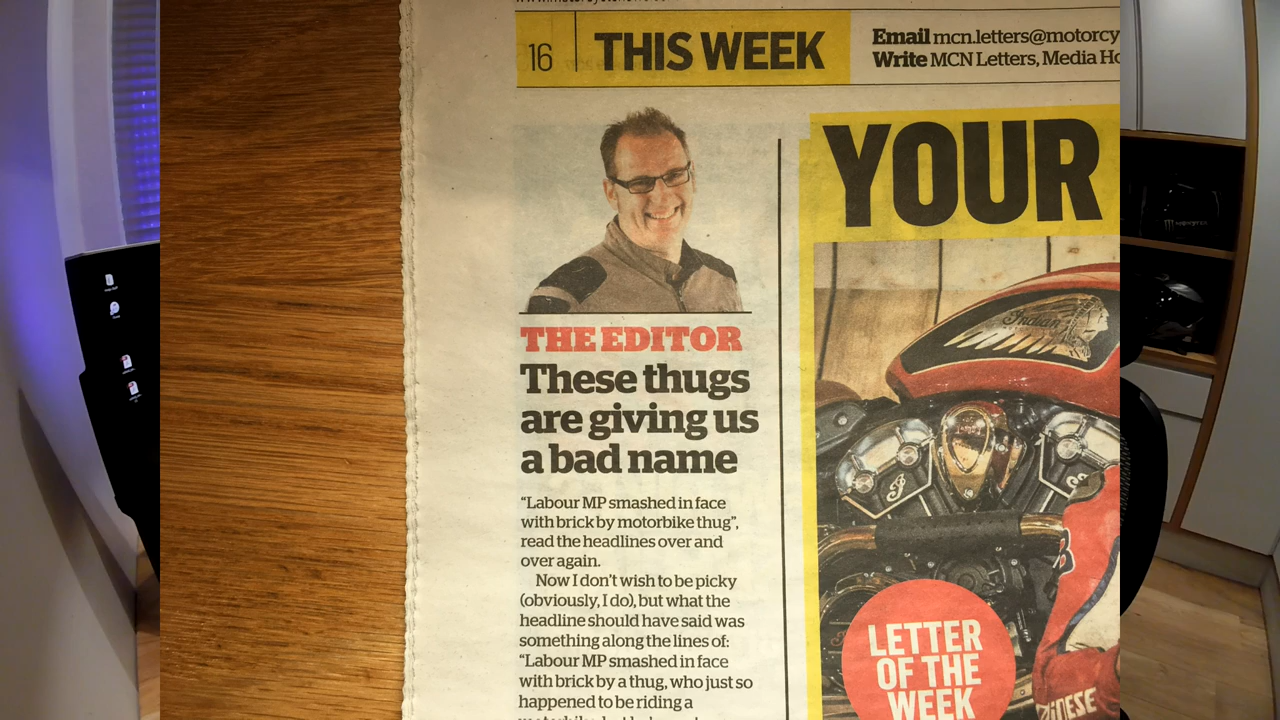 16
THIS WEEK
Email mcn.letters@motorcy
Write MCN Letters, Media Ho
YOUR
THE EDITOR
These thugs
are giving us
a bad name
“Labour MP smashed in face
with brick by motorbike thug”,
read the headlines over and
over again.
Now I don’t wish to be picky
(obviously, I do), but what the
headline should have said was
something along the lines of:
“Labour MP smashed in face
with brick by a thug, who just so
happened to be riding a
Indian
LETTER
OF THE
WEEK